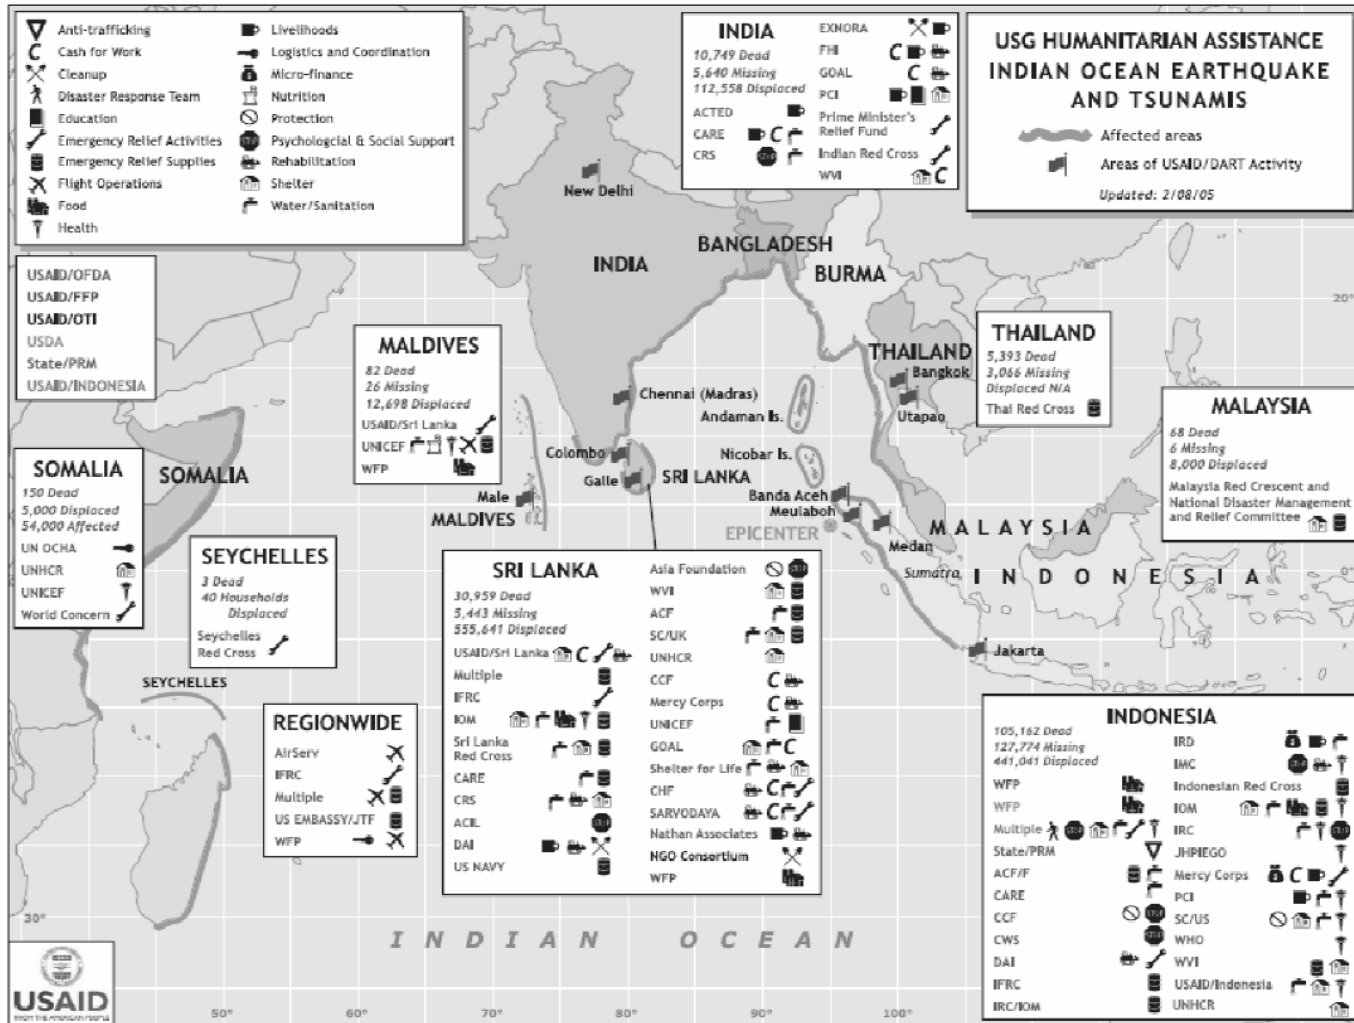 Anti-trafficking
Cash for Work
Cleanup
Disaster Response Team
Education
Emergency Relief Activities
Emergency Relief Supplies
Flight Operations
Food
Health
Livelihoods
Logistics and Coordination
Micro-finance
Nutrition
Protection
Psychologcial & Social Support
Rehabilitation
Shelter
Water/Sanitation
INDIA
10,749 Dead
5,640 Missing
112,558 Displaced
ACTED
CARE
CRS
EXNORA
FHI
GOAL
PCI
Prime Minister's
Relief Fund
Indian Red Cross
WVI
USG HUMANITARIAN ASSISTANCE
INDIAN OCEAN EARTHQUAKE
AND TSUNAMIS
Affected areas
Areas of USAID/DART Activity
Updated: 2/08/05
USAID/OFDA
USAID/FFP
USAID/OTI
USDA
State/PRM
USAID/INDONESIA
New Delhi
INDIA
BANGLADESH
BURMA
20°
MALDIVES
82 Dead
26 Missing
12,698 Displaced
USAID/Sri Lanka
UNICEF
WFP
THAILAND
Bangkok
Utapao
THAILAND
5,393 Dead
3,066 Missing
Displaced N/A
Thai Red Cross
Chennai (Madras)
Andaman Is.
Nicobar Is.
Colombo
Galle
SRI LANKA
Male
MALDIVES
Banda Aceh
Meulaboh
EPICENTER
Medan
Sumatra
MALAYSIA
INDONESIA
0°
Jakarta
MALAYSIA
68 Dead
6 Missing
8,000 Displaced
Malaysia Red Crescent and
National Disaster Management
and Relief Committee
SOMALIA
150 Dead
5,000 Displaced
54,000 Affected
UN OCHA
UNHCR
UNICEF
World Concern
SOMALIA
SEYCHELLES
3 Dead
40 Households
Displaced
Seychelles
Red Cross
SEYCHELLES
REGIONWIDE
AirServ
IFRC
Multiple
US EMBASSY/JTF
WFP
SRI LANKA
30,959 Dead
5,443 Missing
555,641 Displaced
USAID/Sri Lanka
Multiple
IFRC
IOM
Sri Lanka
Red Cross
CARE
CRS
ACIL
DAI
US NAVY
Asia Foundation
WVI
ACF
SC/UK
UNHCR
CCF
Mercy Corps
UNICEF
GOAL
Shelter for Life
CHF
SARVODAYA
Nathan Associates
NGO Consortium
WFP
INDONESIA
105,162 Dead
127,774 Missing
441,041 Displaced
WFP
WFP
Multiple
State/PRM
ACF/F
CARE
CCF
CWS
DAI
IFRC
IRC/IOM
IRD
IMC
Indonesian Red Cross
IOM
IRC
JHPIEGO
Mercy Corps
PCI
SC/US
WHO
WVI
USAID/Indonesia
UNHCR
30°
INDIAN OCEAN
USAID
50°
60°
70°
80°
90°
100°